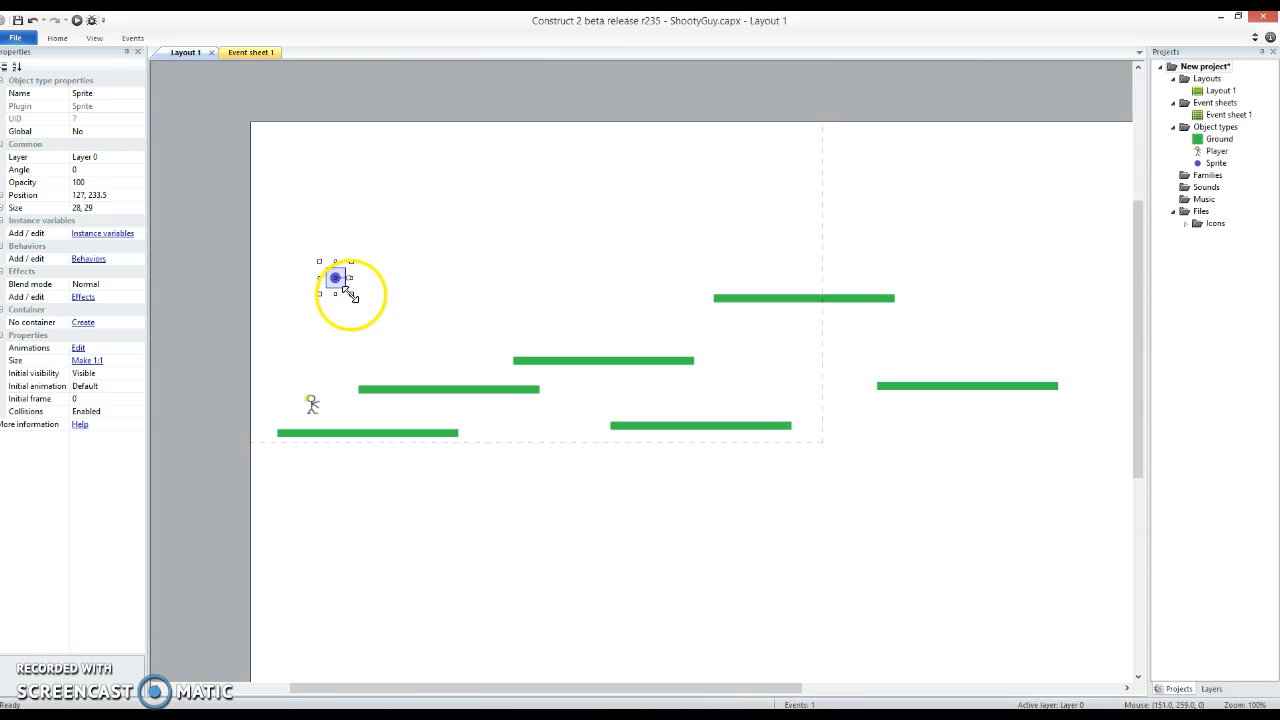 Construct 2 beta release r235 - ShootyGuy.capx - Layout 1
File Home View Events
roperties
Layout 1 Event sheet 1
Projects
Object type properties
Name Sprite
Plugin Sprite
UID 7
Global No
Common
Layer Layer 0
Angle 0
Opacity 100
Position 127, 233.5
Size 28, 29
Instance variables
Add / edit Instance variables
Behaviors
Add / edit Behaviors
Effects
Blend mode Normal
Add / edit Effects
Container
No container Create
Properties
Animations Edit
Size Make 1:1
Initial visibility Visible
Initial animation Default
Initial frame 0
Collisions Enabled
More information Help
New project*
Layouts
Layout 1
Event sheets
Event sheet 1
Object types
Ground
Player
Sprite
Families
Sounds
Music
Files
Icons
RECORDED WITH
SCREENCAST MATIC
Projects Layers
Ready Events: 1 Active layer: Layer 0 Mouse: (151.0, 259.0, 0) Zoom: 100%